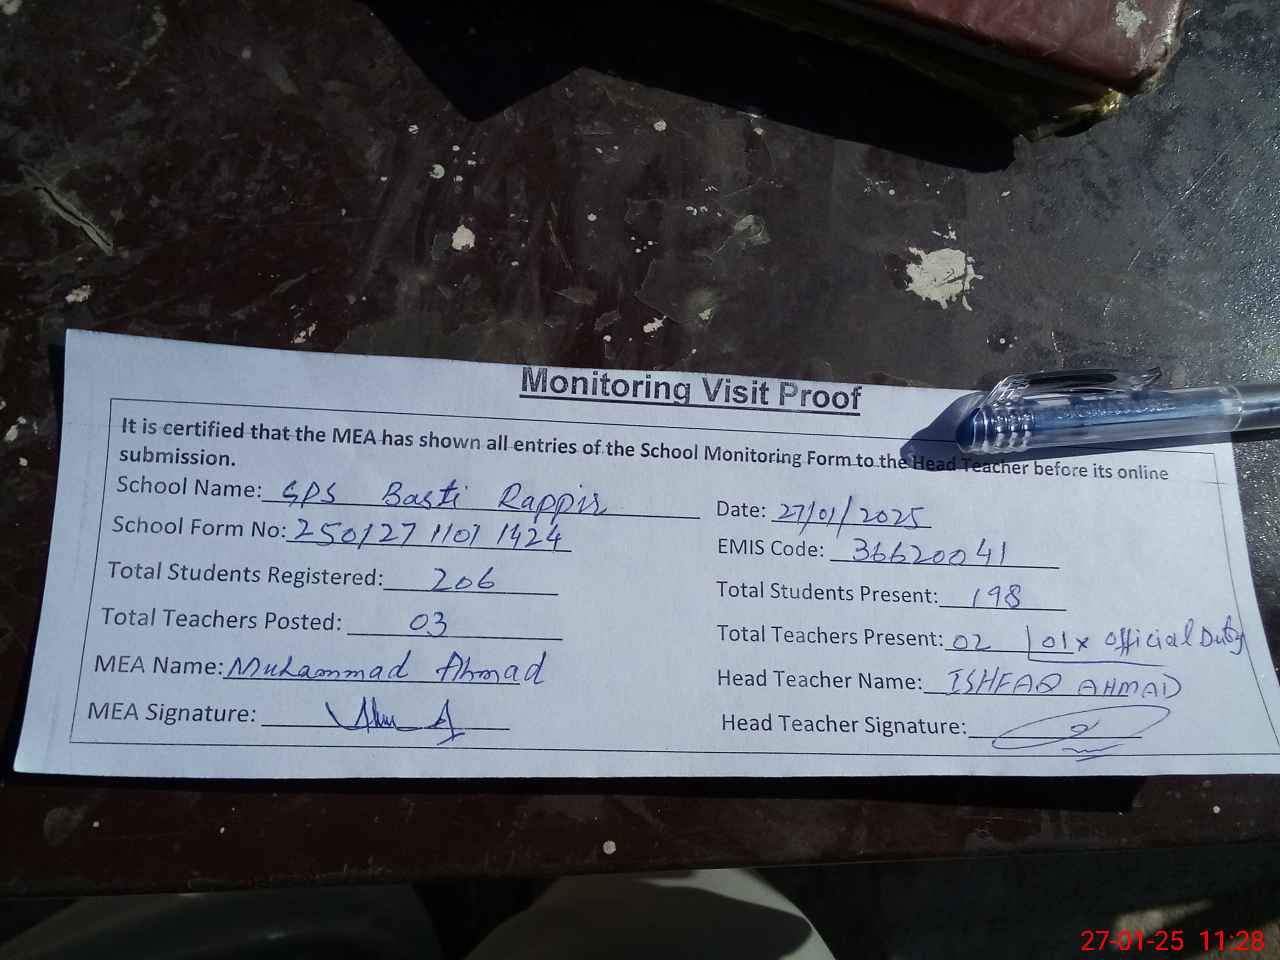 Monitoring Visit Proof
It is certified that the MEA has shown all entries of the School Monitoring Form to the Head Teacher before its online
submission.
School Name: GPS Basti Rappir
Date: 27/01/2025
School Form No: 250127 1101 1424
EMIS Code: 36620041
Total Students Registered: 206
Total Students Present: 198
Total Teachers Posted: 03
Total Teachers Present: 02 01x Official Duty
MEA Name: Muhammad Ahmad
Head Teacher Name: ISHFAQ AHMAD
MEA Signature:
Head Teacher Signature:
27-01-25 11:28